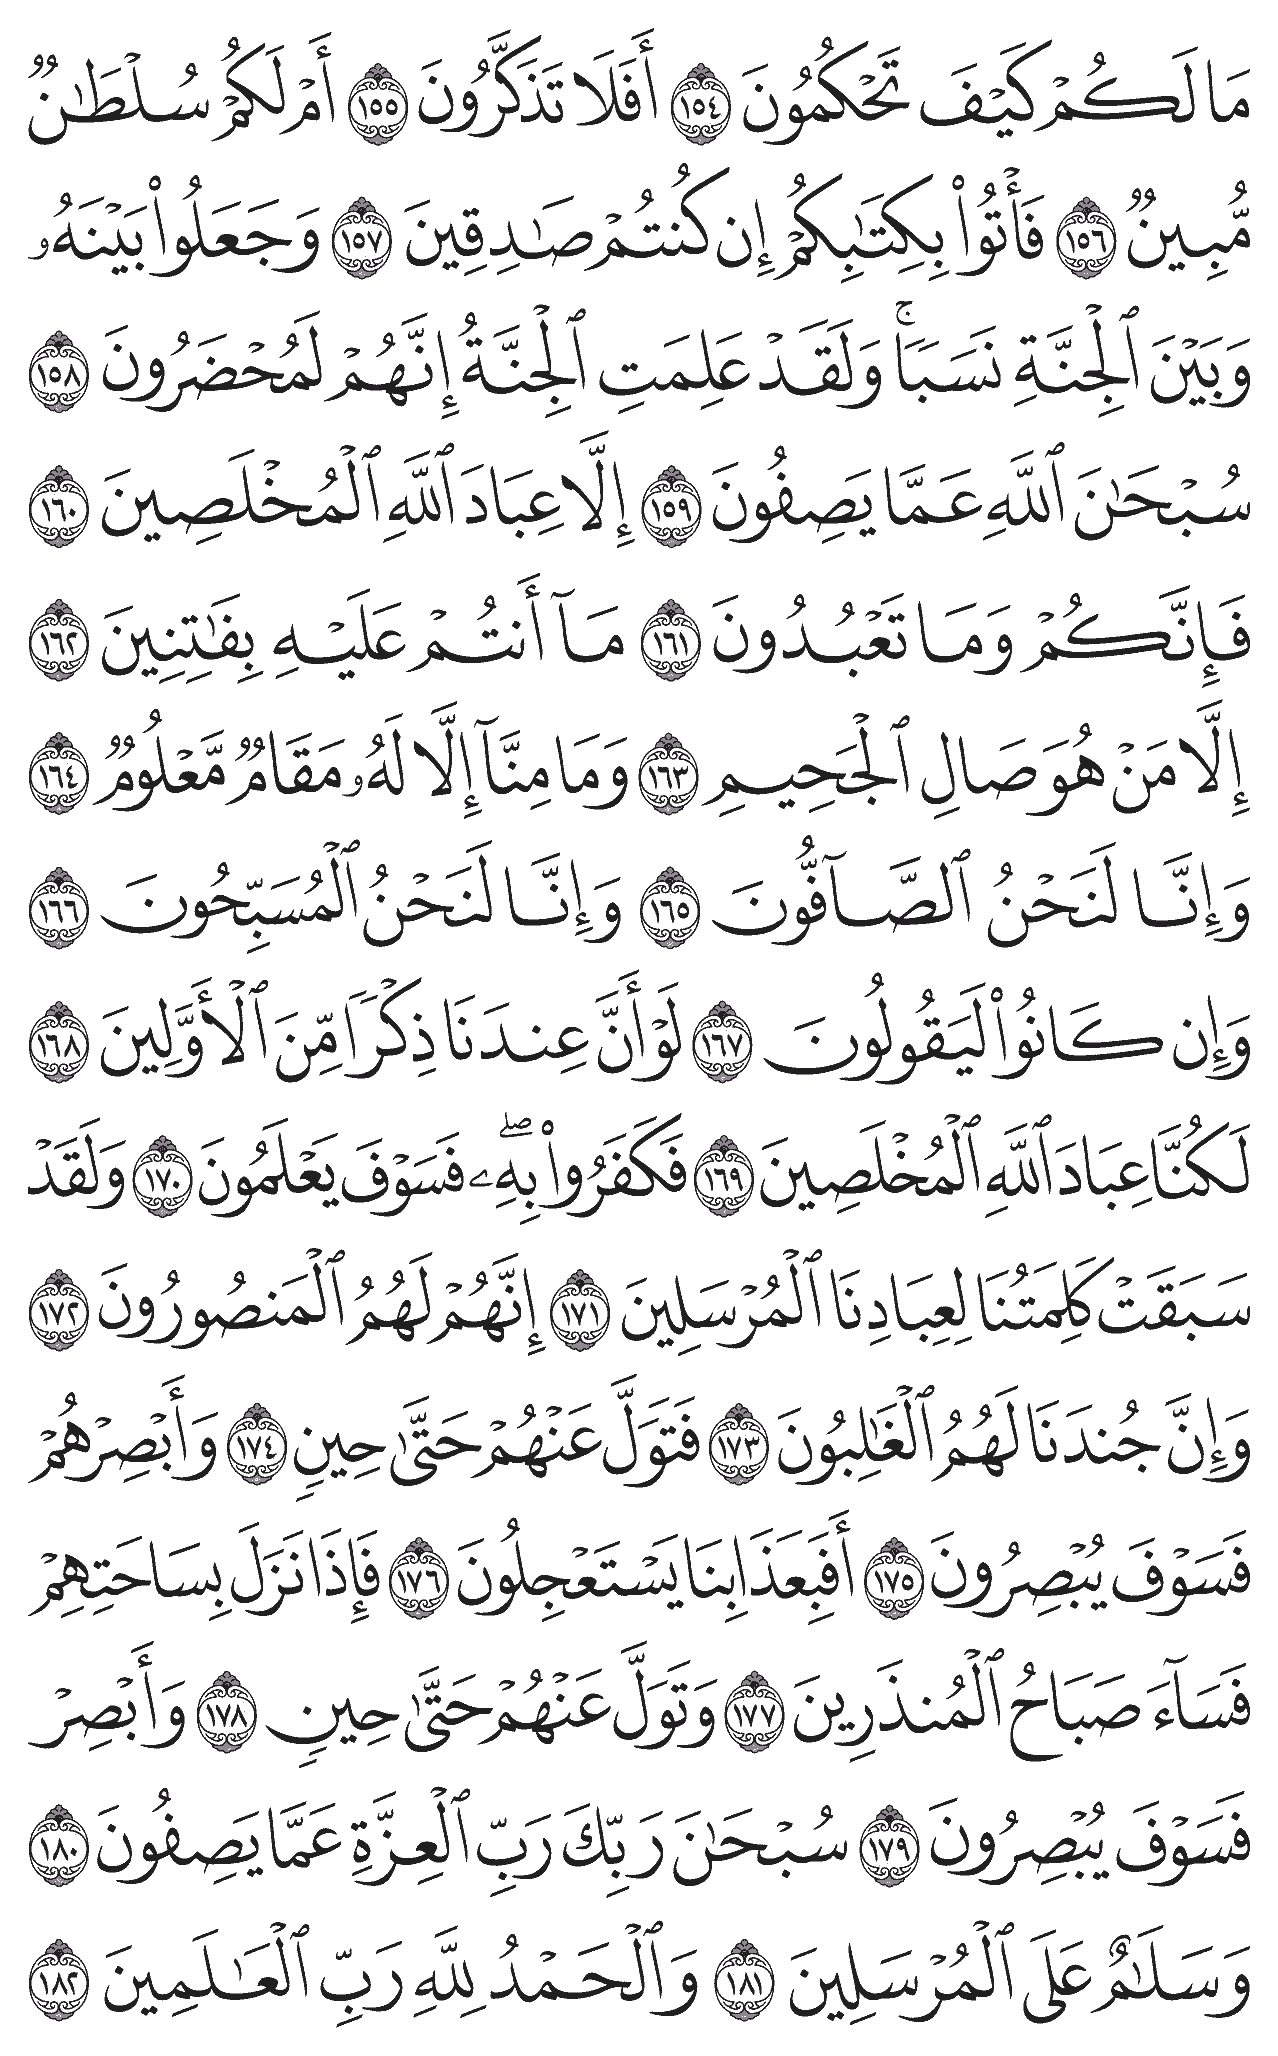 مَا لَكُمْ كَيْفَ تَحْكُمُونَ ١٥٤ أَفَلَا تَذَكَّرُونَ ١٥٥ أَمْ لَكُمْ سُلْطَٰنٌ
مُّبِينٌ ١٥٦ فَأْتُوا۟ بِكِتَٰبِكُمْ إِن كُنتُمْ صَٰدِقِينَ ١٥٧ وَجَعَلُوا۟ بَيْنَهُۥ
وَبَيْنَ ٱلْجِنَّةِ نَسَبًا ۚ وَلَقَدْ عَلِمَتِ ٱلْجِنَّةُ إِنَّهُمْ لَمُحْضَرُونَ ١٥٨
سُبْحَٰنَ ٱللَّهِ عَمَّا يَصِفُونَ ١٥٩ إِلَّا عِبَادَ ٱللَّهِ ٱلْمُخْلَصِينَ ١٦٠
فَإِنَّكُمْ وَمَا تَعْبُدُونَ ١٦١ مَآ أَنتُمْ عَلَيْهِ بِفَٰتِنِينَ ١٦٢
إِلَّا مَنْ هُوَ صَالِ ٱلْجَحِيمِ ١٦٣ وَمَا مِنَّآ إِلَّا لَهُۥ مَقَامٌ مَّعْلُومٌ ١٦٤
وَإِنَّا لَنَحْنُ ٱلصَّآفُّونَ ١٦٥ وَإِنَّا لَنَحْنُ ٱلْمُسَبِّحُونَ ١٦٦
وَإِن كَانُوا۟ لَيَقُولُونَ ١٦٧ لَوْ أَنَّ عِندَنَا ذِكْرًا مِّنَ ٱلْأَوَّلِينَ ١٦٨
لَكُنَّا عِبَادَ ٱللَّهِ ٱلْمُخْلَصِينَ ١٦٩ فَكَفَرُوا۟ بِهِۦ ۖ فَسَوْفَ يَعْلَمُونَ ١٧٠ وَلَقَدْ
سَبَقَتْ كَلِمَتُنَا لِعِبَادِنَا ٱلْمُرْسَلِينَ ١٧١ إِنَّهُمْ لَهُمُ ٱلْمَنصُورُونَ ١٧٢
وَإِنَّ جُندَنَا لَهُمُ ٱلْغَٰلِبُونَ ١٧٣ فَتَوَلَّ عَنْهُمْ حَتَّىٰ حِينٍ ١٧٤ وَأَبْصِرْهُمْ
فَسَوْفَ يُبْصِرُونَ ١٧٥ أَفَبِعَذَابِنَا يَسْتَعْجِلُونَ ١٧٦ فَإِذَا نَزَلَ بِسَاحَتِهِمْ
فَسَآءَ صَبَاحُ ٱلْمُنذَرِينَ ١٧٧ وَتَوَلَّ عَنْهُمْ حَتَّىٰ حِينٍ ١٧٨ وَأَبْصِرْ
فَسَوْفَ يُبْصِرُونَ ١٧٩ سُبْحَٰنَ رَبِّكَ رَبِّ ٱلْعِزَّةِ عَمَّا يَصِفُونَ ١٨٠
وَسَلَٰمٌ عَلَى ٱلْمُرْسَلِينَ ١٨١ وَٱلْحَمْدُ لِلَّهِ رَبِّ ٱلْعَٰلَمِينَ ١٨٢